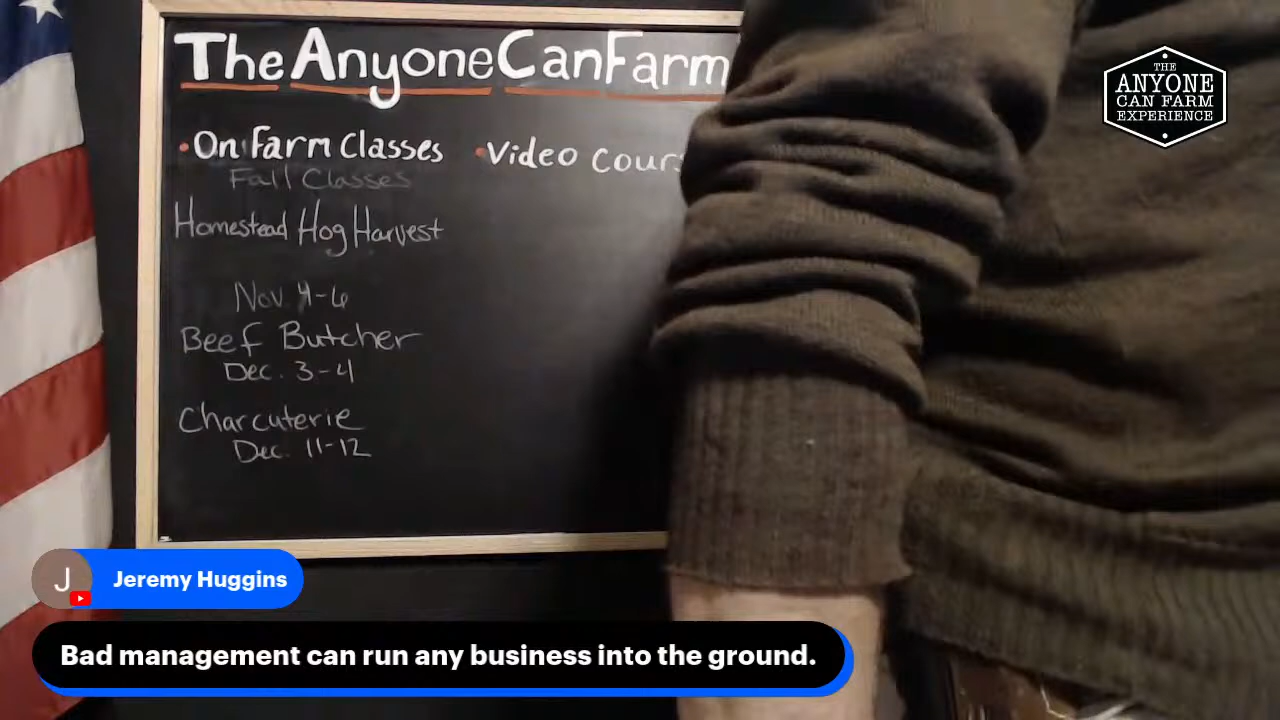 TheAnyoneCanFarm
•On Farm Classes
•Video Cour
Fall Classes
Homestead Hog Harvest
Nov. 4-6
Beef Butcher
Dec. 3-4
Charcuterie
Dec. 11-12
THE
ANYONE
CAN FARM
EXPERIENCE
J
Jeremy Huggins
Bad management can run any business into the ground.